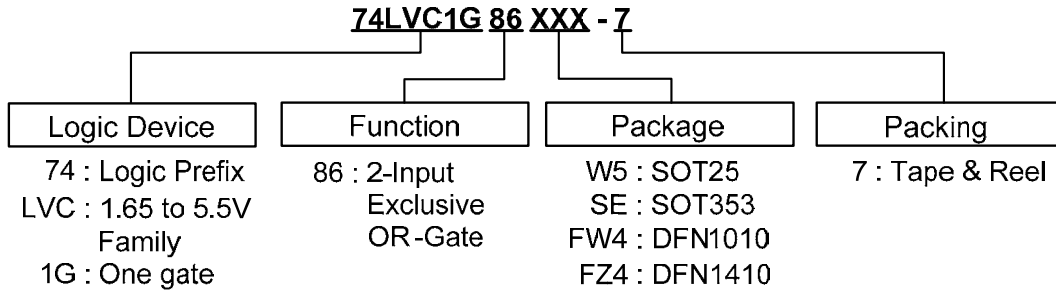 74LVC1G 86 XXX - 7
Logic Device
74 : Logic Prefix
LVC : 1.65 to 5.5V
Family
1G : One gate
Function
86 : 2-Input
Exclusive
OR-Gate
Package
W5 : SOT25
SE : SOT353
FW4 : DFN1010
FZ4 : DFN1410
Packing
7 : Tape & Reel